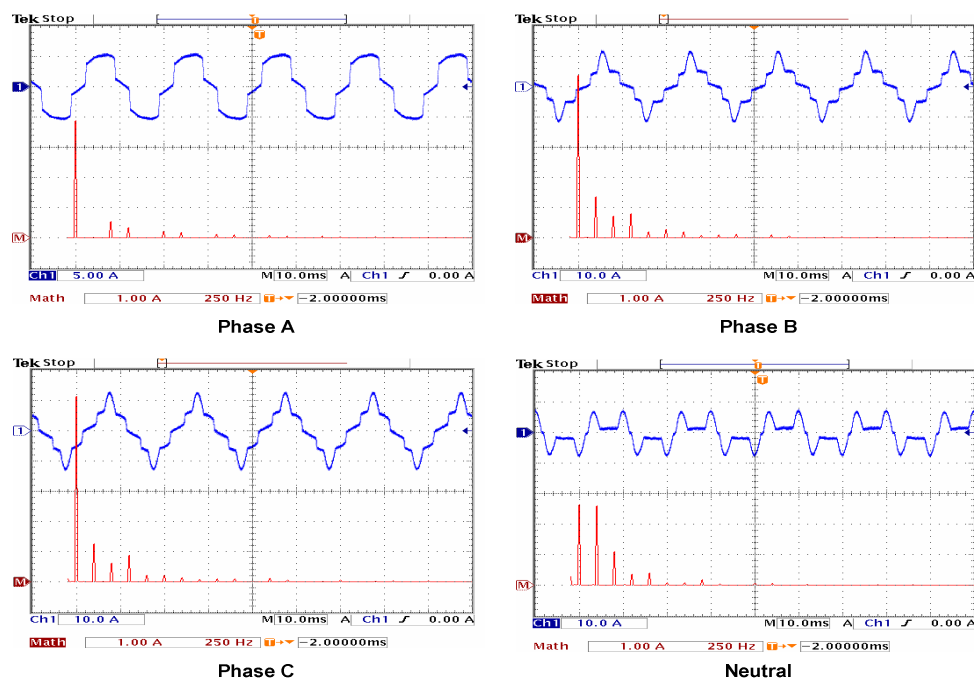 Tek Stop
T
T
1
M
Ch1 5.00 A M 10.0ms A Ch1 0.00 A
Math 1.00 A 250 Hz T -2.00000ms
Phase A
Tek Stop
1
M
Ch1 10.0 A M 10.0ms A Ch1 0.00 A
Math 1.00 A 250 Hz T -2.00000ms
Phase B
Tek Stop
1
M
Ch1 10.0 A M 10.0ms A Ch1 0.00 A
Math 1.00 A 250 Hz T -2.00000ms
Phase C
Tek Stop
T
T
1
M
Ch1 10.0 A M 10.0ms A Ch1 0.00 A
Math 1.00 A 250 Hz T -2.00000ms
Neutral